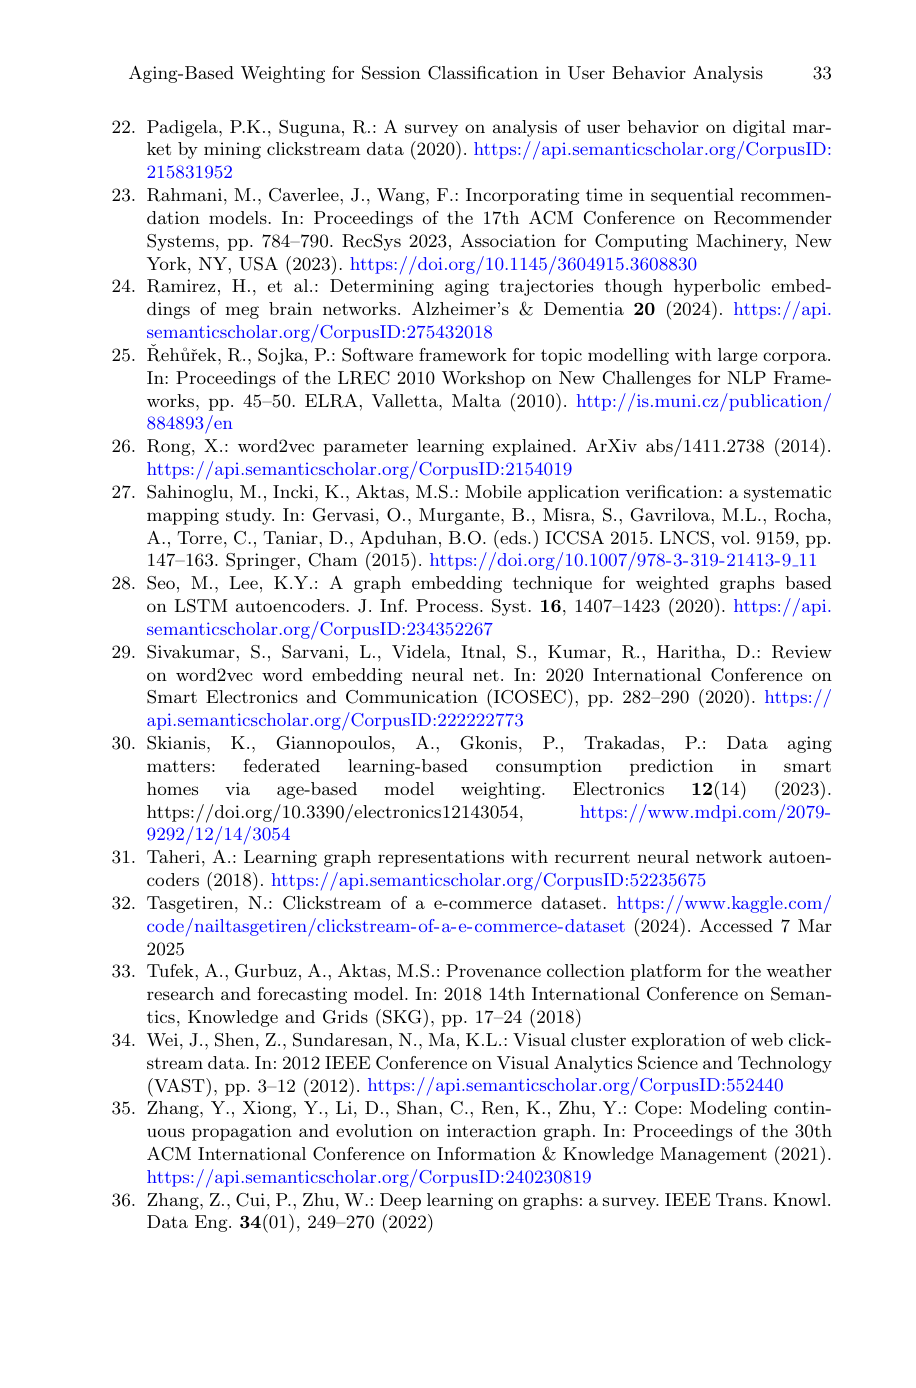 Aging-Based Weighting for Session Classification in User Behavior Analysis 33
22. Padigela, P.K., Suguna, R.: A survey on analysis of user behavior on digital mar-
ket by mining clickstream data (2020). https://api.semanticscholar.org/CorpusID:
215831952
23. Rahmani, M., Caverlee, J., Wang, F.: Incorporating time in sequential recommen-
dation models. In: Proceedings of the 17th ACM Conference on Recommender
Systems, pp. 784–790. RecSys 2023, Association for Computing Machinery, New
York, NY, USA (2023). https://doi.org/10.1145/3604915.3608830
24. Ramirez, H., et al.: Determining aging trajectories though hyperbolic embed-
dings of meg brain networks. Alzheimer's & Dementia 20 (2024). https://api.
semanticscholar.org/CorpusID:275432018
25. Řehůřek, R., Sojka, P.: Software framework for topic modelling with large corpora.
In: Proceedings of the LREC 2010 Workshop on New Challenges for NLP Frame-
works, pp. 45–50. ELRA, Valletta, Malta (2010). http://is.muni.cz/publication/
884893/en
26. Rong, X.: word2vec parameter learning explained. ArXiv abs/1411.2738 (2014).
https://api.semanticscholar.org/CorpusID:2154019
27. Sahinoglu, M., Incki, K., Aktas, M.S.: Mobile application verification: a systematic
mapping study. In: Gervasi, O., Murgante, B., Misra, S., Gavrilova, M.L., Rocha,
A., Torre, C., Taniar, D., Apduhan, B.O. (eds.) ICCSA 2015. LNCS, vol. 9159, pp.
147–163. Springer, Cham (2015). https://doi.org/10.1007/978-3-319-21413-9_11
28. Seo, M., Lee, K.Y.: A graph embedding technique for weighted graphs based
on LSTM autoencoders. J. Inf. Process. Syst. 16, 1407–1423 (2020). https://api.
semanticscholar.org/CorpusID:234352267
29. Sivakumar, S., Sarvani, L., Videla, Itnal, S., Kumar, R., Haritha, D.: Review
on word2vec word embedding neural net. In: 2020 International Conference on
Smart Electronics and Communication (ICOSEC), pp. 282–290 (2020). https://
api.semanticscholar.org/CorpusID:222222773
30. Skianis, K., Giannopoulos, A., Gkonis, P., Trakadas, P.: Data aging
matters: federated learning-based consumption prediction in smart
homes via age-based model weighting. Electronics 12(14) (2023).
https://doi.org/10.3390/electronics12143054, https://www.mdpi.com/2079-
9292/12/14/3054
31. Taheri, A.: Learning graph representations with recurrent neural network autoen-
coders (2018). https://api.semanticscholar.org/CorpusID:52235675
32. Tasgetiren, N.: Clickstream of a e-commerce dataset. https://www.kaggle.com/
code/nailtasgetiren/clickstream-of-a-e-commerce-dataset (2024). Accessed 7 Mar
2025
33. Tufek, A., Gurbuz, A., Aktas, M.S.: Provenance collection platform for the weather
research and forecasting model. In: 2018 14th International Conference on Seman-
tics, Knowledge and Grids (SKG), pp. 17–24 (2018)
34. Wei, J., Shen, Z., Sundaresan, N., Ma, K.L.: Visual cluster exploration of web click-
stream data. In: 2012 IEEE Conference on Visual Analytics Science and Technology
(VAST), pp. 3–12 (2012). https://api.semanticscholar.org/CorpusID:552440
35. Zhang, Y., Xiong, Y., Li, D., Shan, C., Ren, K., Zhu, Y.: Cope: Modeling contin-
uous propagation and evolution on interaction graph. In: Proceedings of the 30th
ACM International Conference on Information & Knowledge Management (2021).
https://api.semanticscholar.org/CorpusID:240230819
36. Zhang, Z., Cui, P., Zhu, W.: Deep learning on graphs: a survey. IEEE Trans. Knowl.
Data Eng. 34(01), 249–270 (2022)